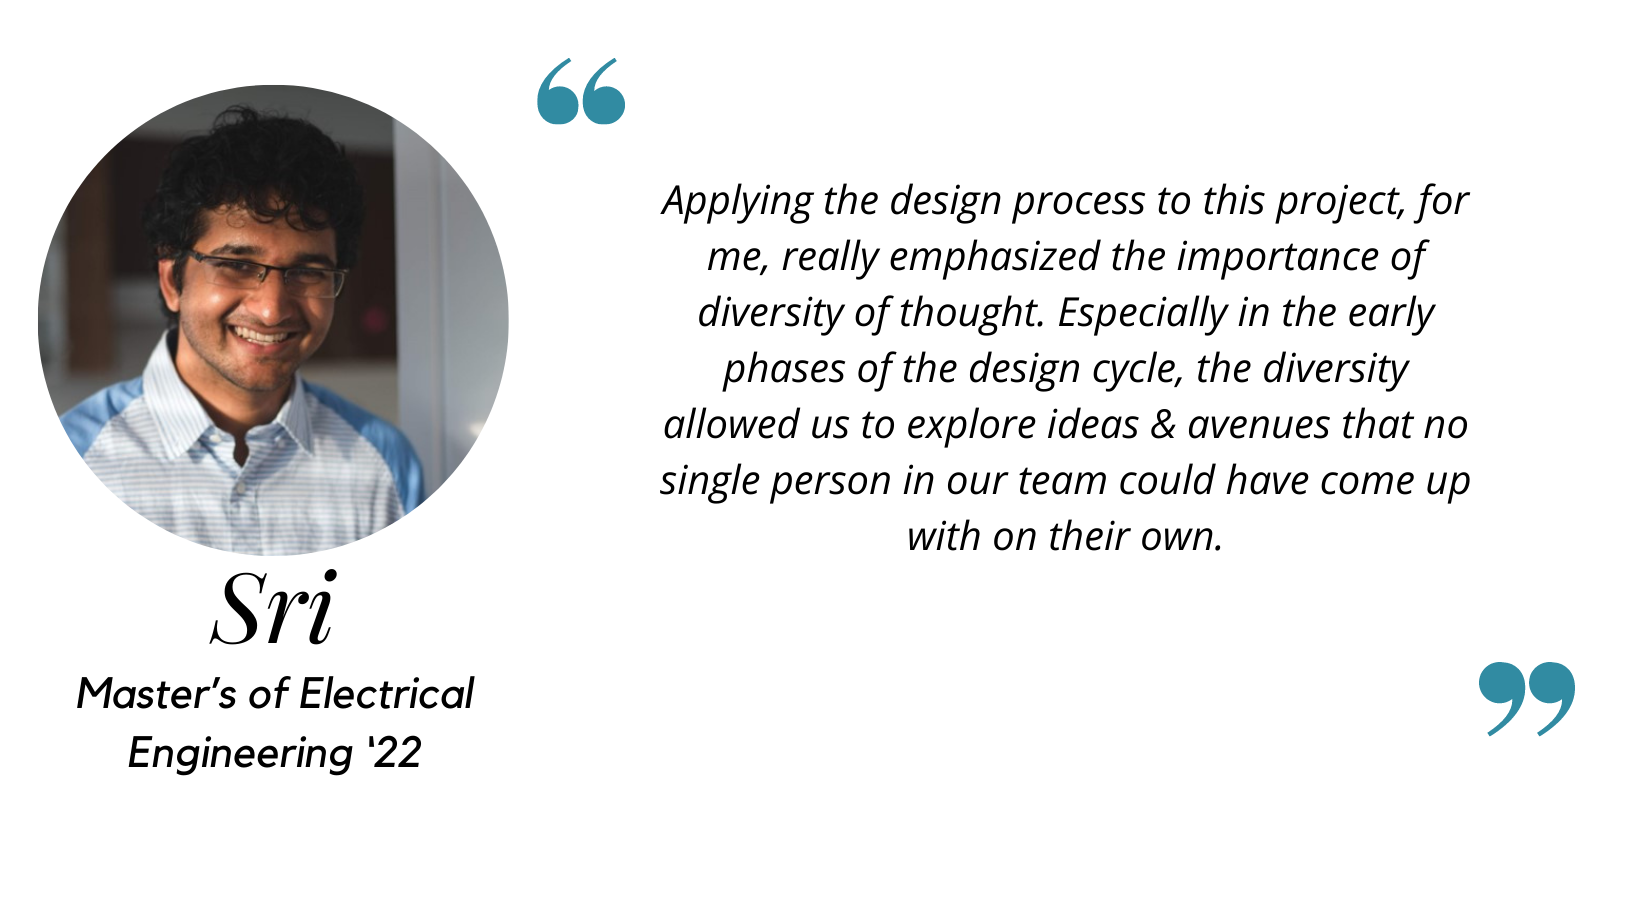 “
Applying the design process to this project, for
me, really emphasized the importance of
diversity of thought. Especially in the early
phases of the design cycle, the diversity
allowed us to explore ideas & avenues that no
single person in our team could have come up
with on their own.
”
Sri
Master’s of Electrical
Engineering ‘22